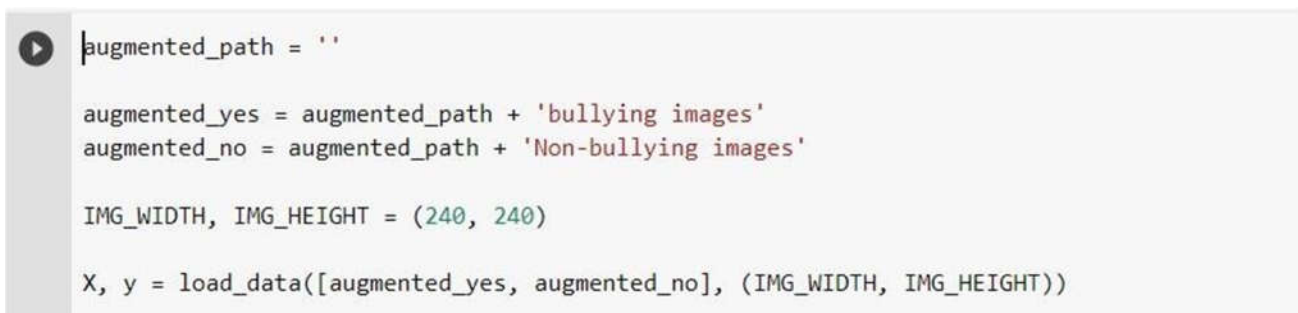 augmented_path = ''
augmented_yes = augmented_path + 'bullying images'
augmented_no = augmented_path + 'Non-bullying images'
IMG_WIDTH, IMG_HEIGHT = (240, 240)
X, y = load_data([augmented_yes, augmented_no], (IMG_WIDTH, IMG_HEIGHT))